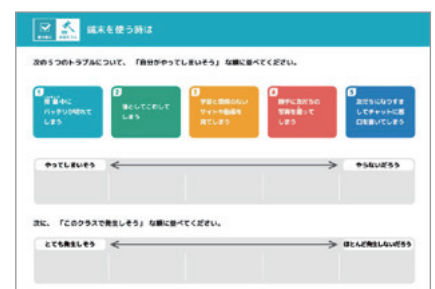 端末を使う時は
次の5つのトラブルについて、「自分がやってしまいそう」な順に並べてください。
1
授業中に
バッテリが切れて
しまう
2
落としてこわして
しまう
3
学習と関係のない
サイトや動画を
見てしまう
4
勝手に友だちの
写真を撮って
しまう
5
友だちになりすま
してチャットに悪
口を書いてしまう
やってしまいそう
やらないだろう
次に、「このクラスで発生しそう」な順に並べてください。
とても発生しそう
ほとんど発生しないだろう